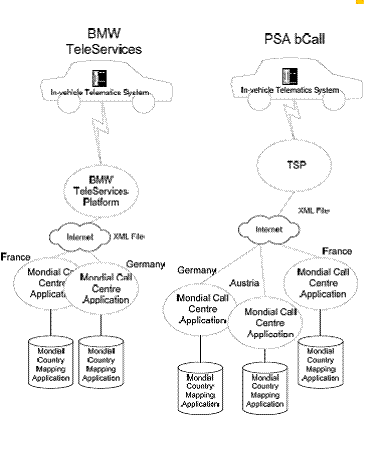 BMW
TeleServices
In-vehicle Telematics System
BMW
TeleServices
Platform
Internet
XML File
France
Germany
Mondial Call
Centre
Application
Mondial Call
Centre
Application
Mondial
Country
Mapping
Application
Mondial
Country
Mapping
Application
PSA bCall
In-vehicle Telematics System
TSP
XML File
Internet
Germany
Austria
France
Mondial Call
Centre
Application
Mondial Call
Centre
Application
Mondial Call
Centre
Application
Mondial
Country
Mapping
Application
Mondial
Country
Mapping
Application
Mondial
Country
Mapping
Application